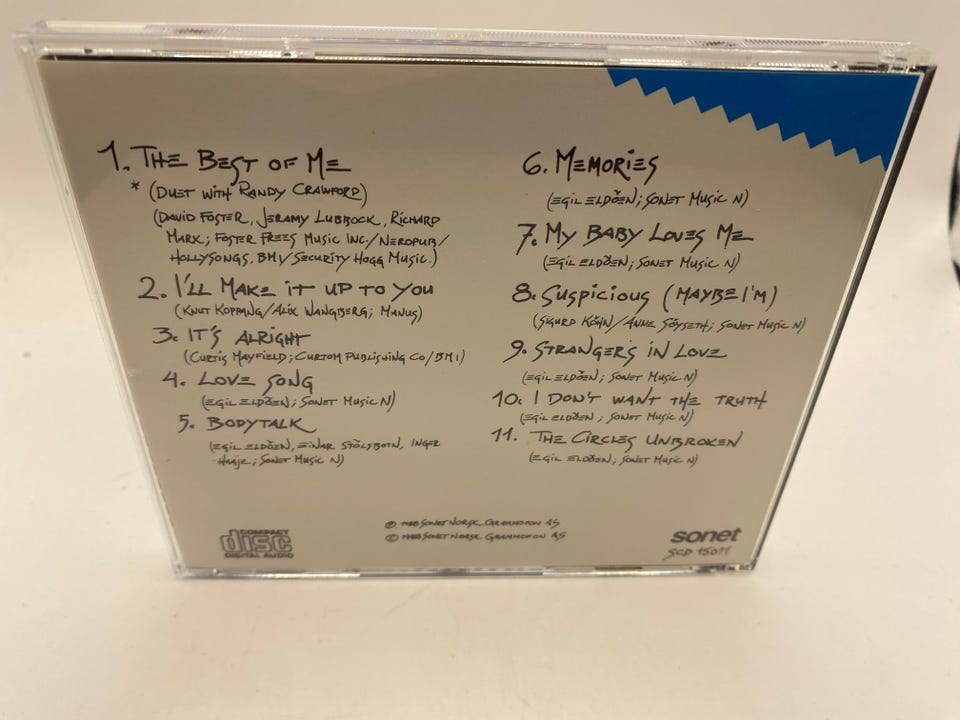 1. THE BEST OF ME
* (DUET WITH RANDY CRAWFORD)
(DAVID FOSTER, JERAMY LUBBOCK, RICHARD
MARX; FOSTER FREES MUSIC INC./NEROPUB/
HOLLYSONGS, BMI/SECURITY HOGG MUSIC.)
2. I'LL MAKE IT UP TO YOU
(KNUT KOPPANG/ALIX WANGBERG; MANUS)
3. IT'S ALRIGHT
(CURTIS MAYFIELD; CURTOM PUBLISHING CO/BMI)
4. LOVE SONG
(EGIL ELDØEN; SONET MUSIC N)
5. BODYTALK
(EGIL ELDØEN, EINAR STØLSBOTN, INGER
HAAJE; SONET MUSIC N)
6. MEMORIES
(EGIL ELDØEN; SONET MUSIC N)
7. MY BABY LOVES ME
(EGIL ELDØEN; SONET MUSIC N)
8. SUSPICIOUS (MAYBE I'M)
(SIGURD KØHN/ANNE SØYSETH; SONET MUSIC N)
9. STRANGERS IN LOVE
(EGIL ELDØEN; SONET MUSIC N)
10. I DON'T WANT THE TRUTH
(EGIL ELDØEN; SONET MUSIC N)
11. THE CIRCLES UNBROKEN
(EGIL ELDØEN; SONET MUSIC N)
COMPACT
disc
DIGITAL AUDIO
℗ 1988 SONET NORSK GRAMMOFON AS
© 1988 SONET NORSK GRAMMOFON AS
sonet
SCD 15011